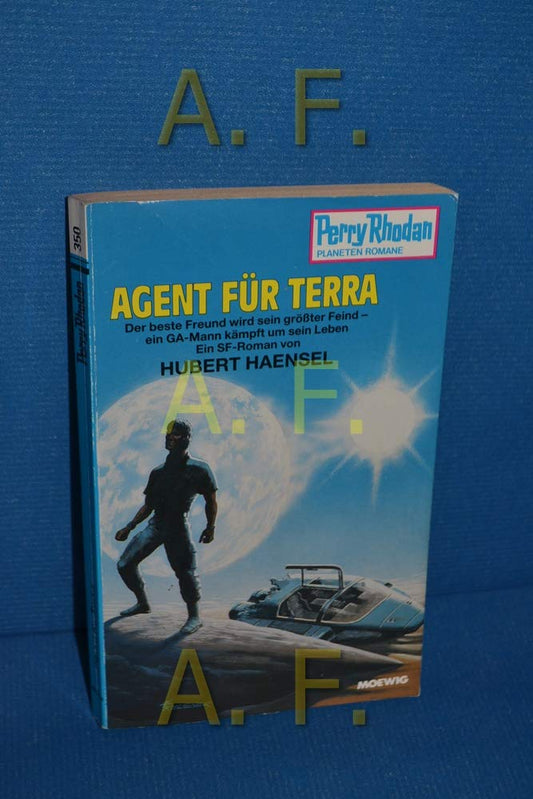 A. F.
350
Perry Rhodan
Perry Rhodan
PLANETEN ROMANE
AGENT FÜR TERRA
Der beste Freund wird sein größter Feind –
ein GA-Mann kämpft um sein Leben
Ein SF-Roman von
HUBERT HAENSEL
A. F.
A. F.
MOEWIG